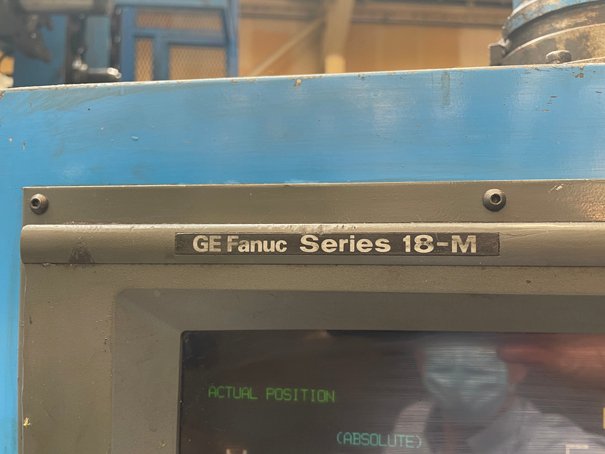 GE Fanuc Series 18-M
ACTUAL POSITION
(ABSOLUTE)